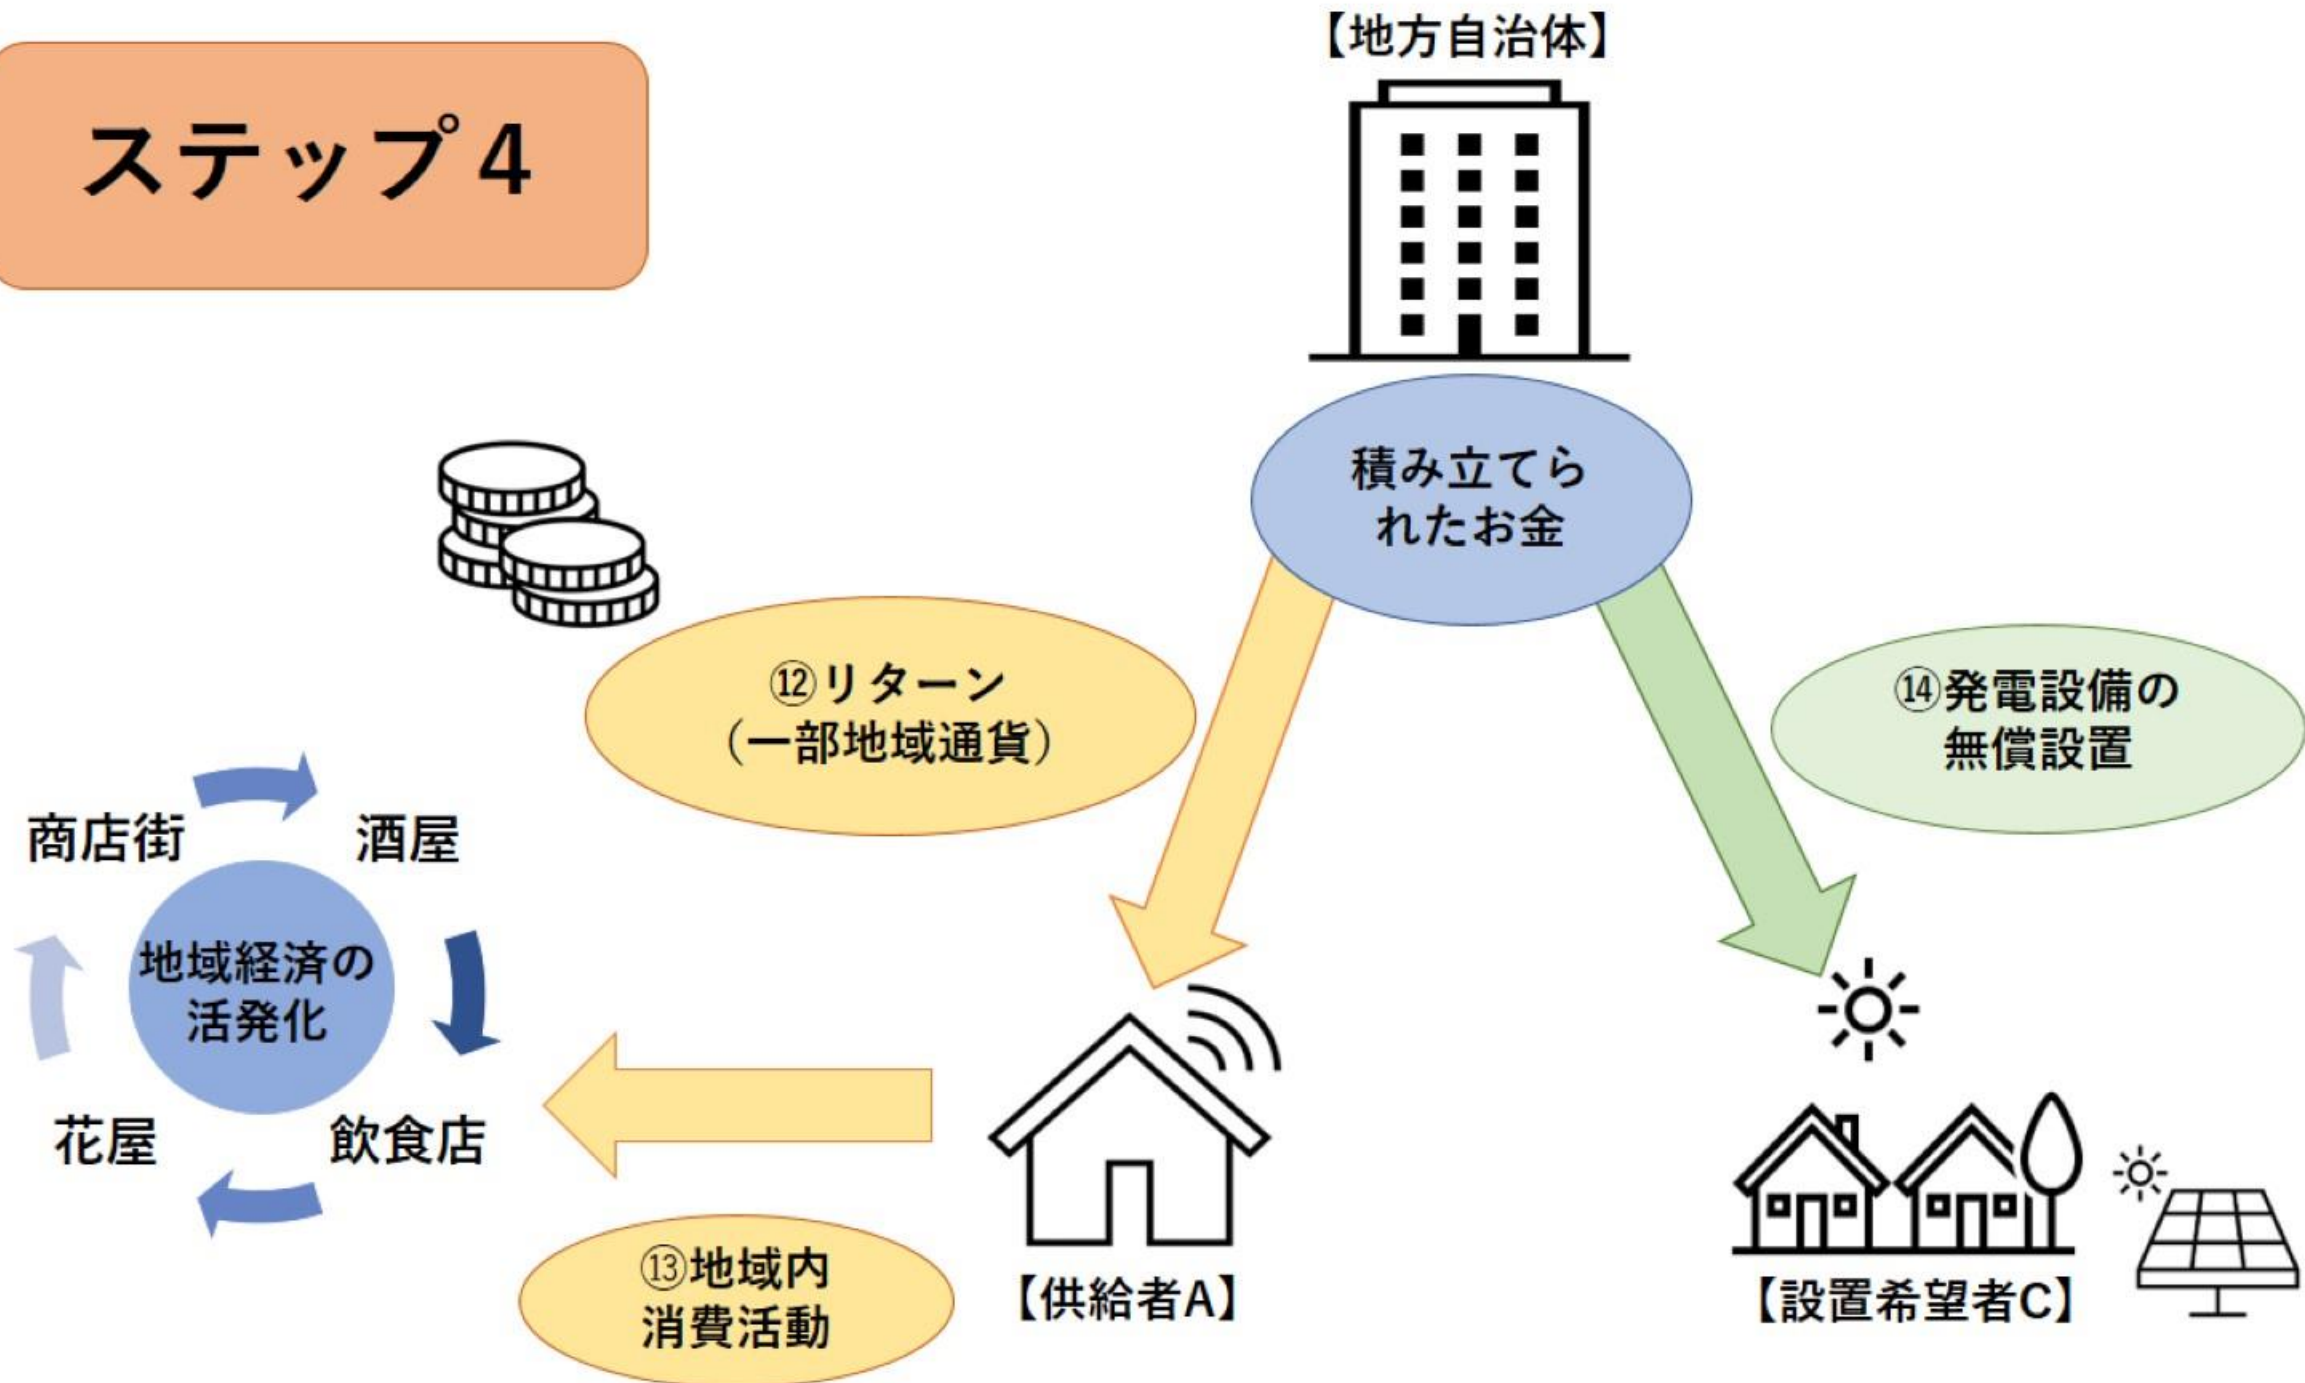 ステップ4
【地方自治体】
積み立てら
れたお金
⑫リターン
（一部地域通貨）
⑭発電設備の
無償設置
商店街
酒屋
地域経済の
活発化
花屋
飲食店
⑬地域内
消費活動
【供給者A】
【設置希望者C】